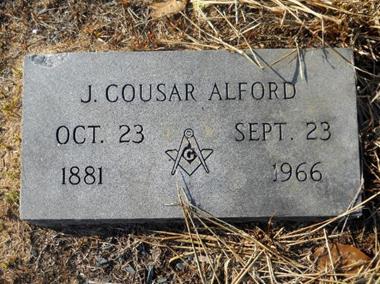 J. COUSAR ALFORD
OCT. 23 SEPT. 23
G
1881 1966